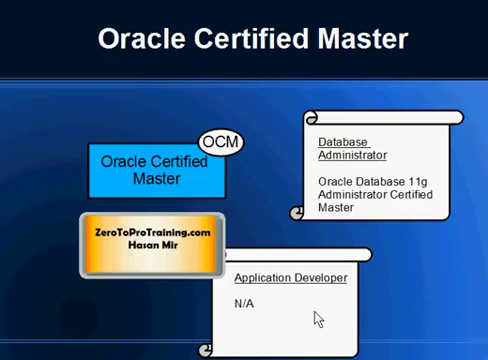 Oracle Certified Master
OCM
Oracle Certified
Master
Database
Administrator
Oracle Database 11g
Administrator Certified
Master
ZeroToProTraining.com
Hasan Mir
Application Developer
N/A